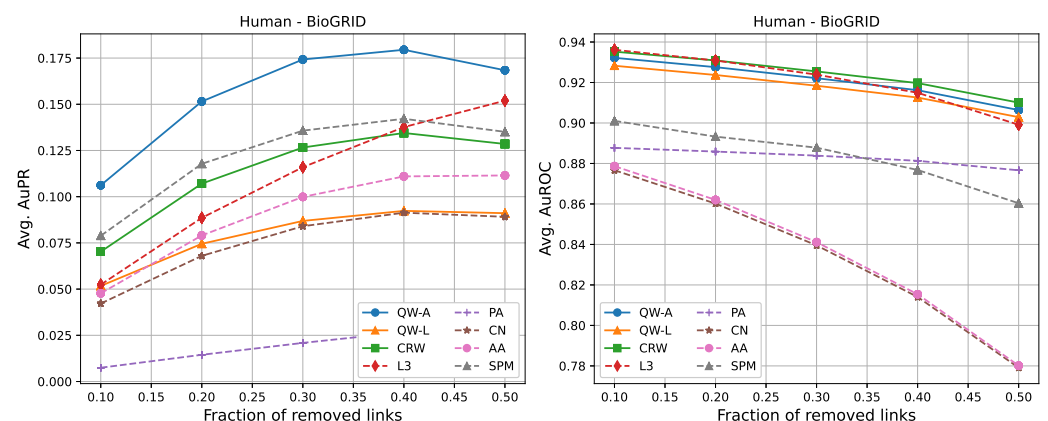 Human - BioGRID
Avg. AuPR
0.175
0.150
0.125
0.100
0.075
0.050
0.025
0.000
0.10 0.15 0.20 0.25 0.30 0.35 0.40 0.45 0.50
Fraction of removed links
QW-A PA
QW-L CN
CRW AA
L3 SPM
Human - BioGRID
Avg. AuROC
0.94
0.92
0.90
0.88
0.86
0.84
0.82
0.80
0.78
0.10 0.15 0.20 0.25 0.30 0.35 0.40 0.45 0.50
Fraction of removed links
QW-A PA
QW-L CN
CRW AA
L3 SPM